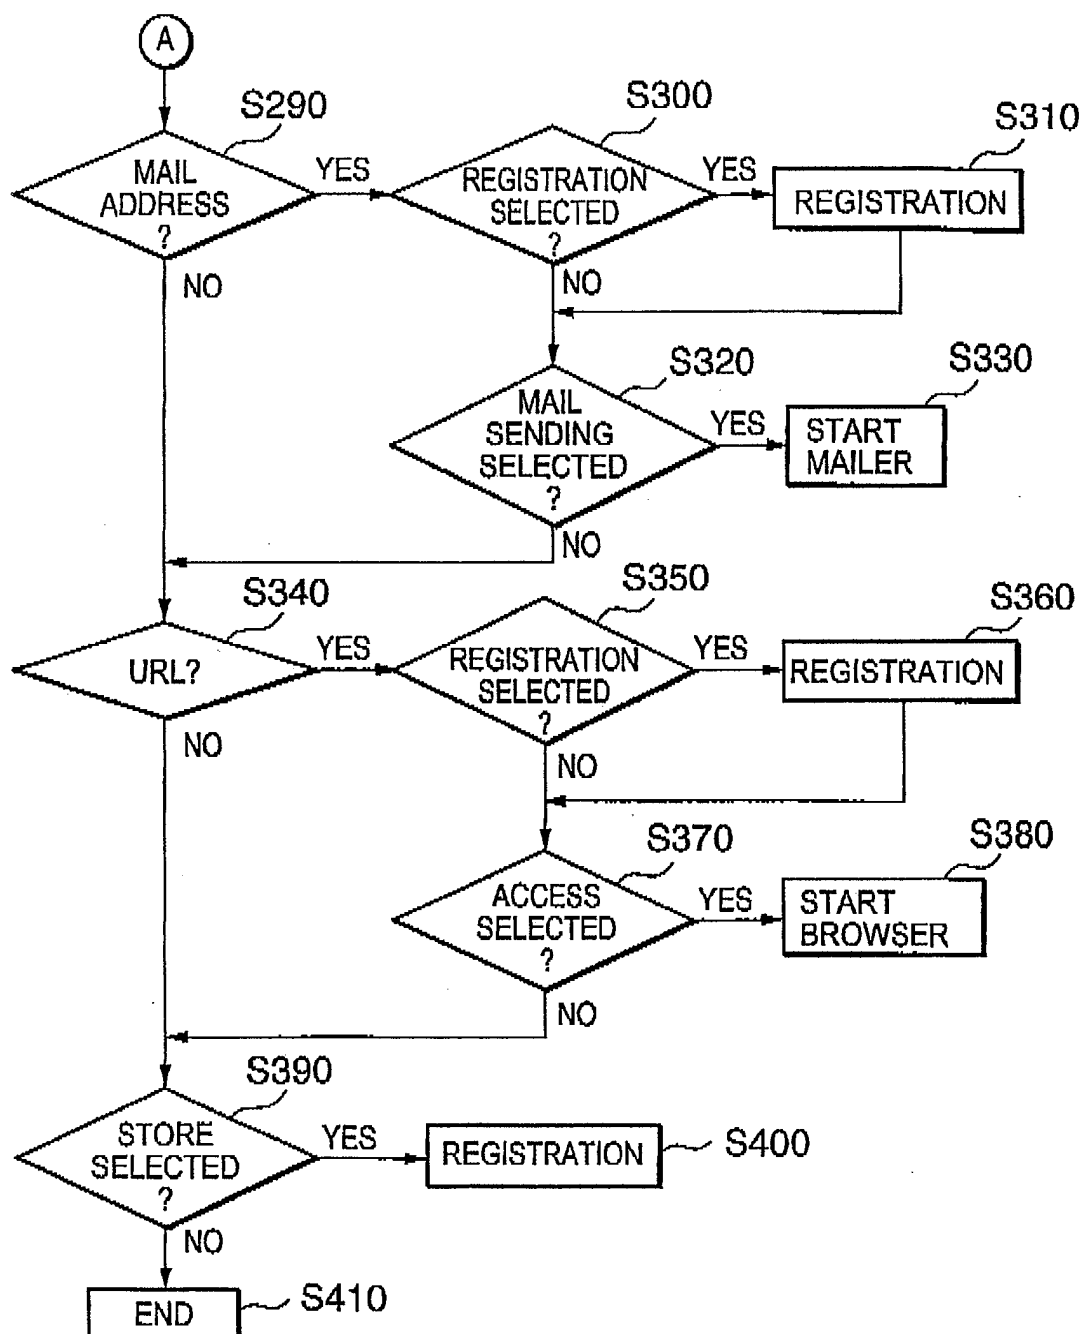 A
S290
MAIL
ADDRESS
?
YES
NO
S300
REGISTRATION
SELECTED
?
YES
NO
S310
REGISTRATION
S320
MAIL
SENDING
SELECTED
?
YES
NO
S330
START
MAILER
S340
URL?
YES
NO
S350
REGISTRATION
SELECTED
?
YES
NO
S360
REGISTRATION
S370
ACCESS
SELECTED
?
YES
NO
S380
START
BROWSER
S390
STORE
SELECTED
?
YES
NO
REGISTRATION
S400
END
S410